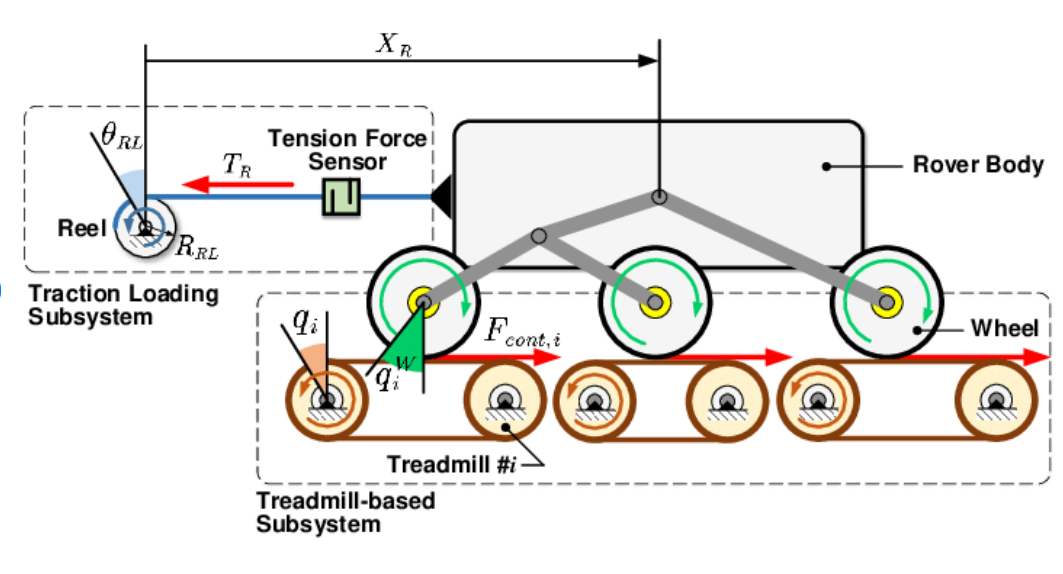 X_R
θ_RL
Tension Force
Sensor
T_R
Rover Body
Reel
R_RL
Traction Loading
Subsystem
q_i
F_cont,i
Wheel
q_i^W
Treadmill #i
Treadmill-based
Subsystem